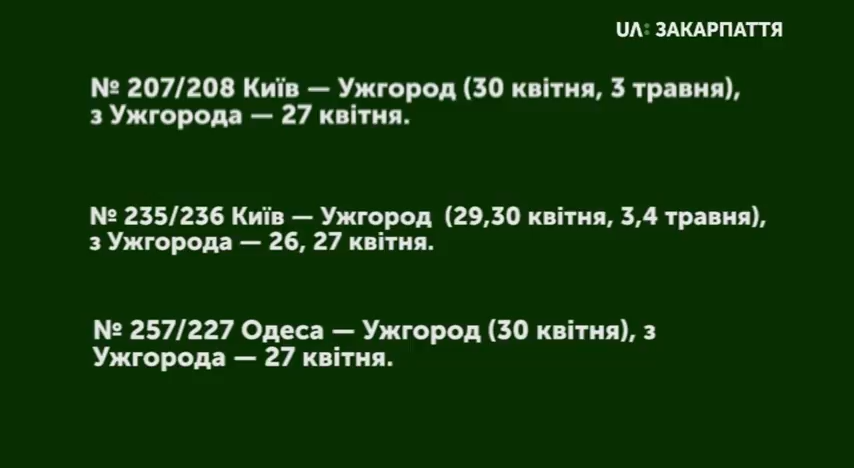 UA: ЗАКАРПАТТЯ
№ 207/208 Київ — Ужгород (30 квітня, 3 травня),
з Ужгорода — 27 квітня.
№ 235/236 Київ — Ужгород (29,30 квітня, 3,4 травня),
з Ужгорода — 26, 27 квітня.
№ 257/227 Одеса — Ужгород (30 квітня), з
Ужгорода — 27 квітня.